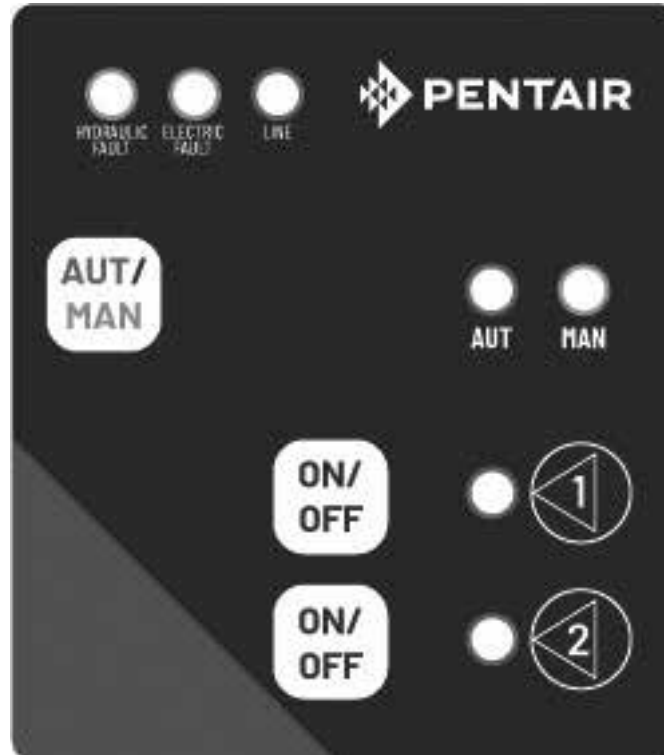 HYDRAULIC FAULT
ELECTRIC FAULT
LINE
PENTAIR
AUT/
MAN
AUT
MAN
ON/
OFF
1
ON/
OFF
2